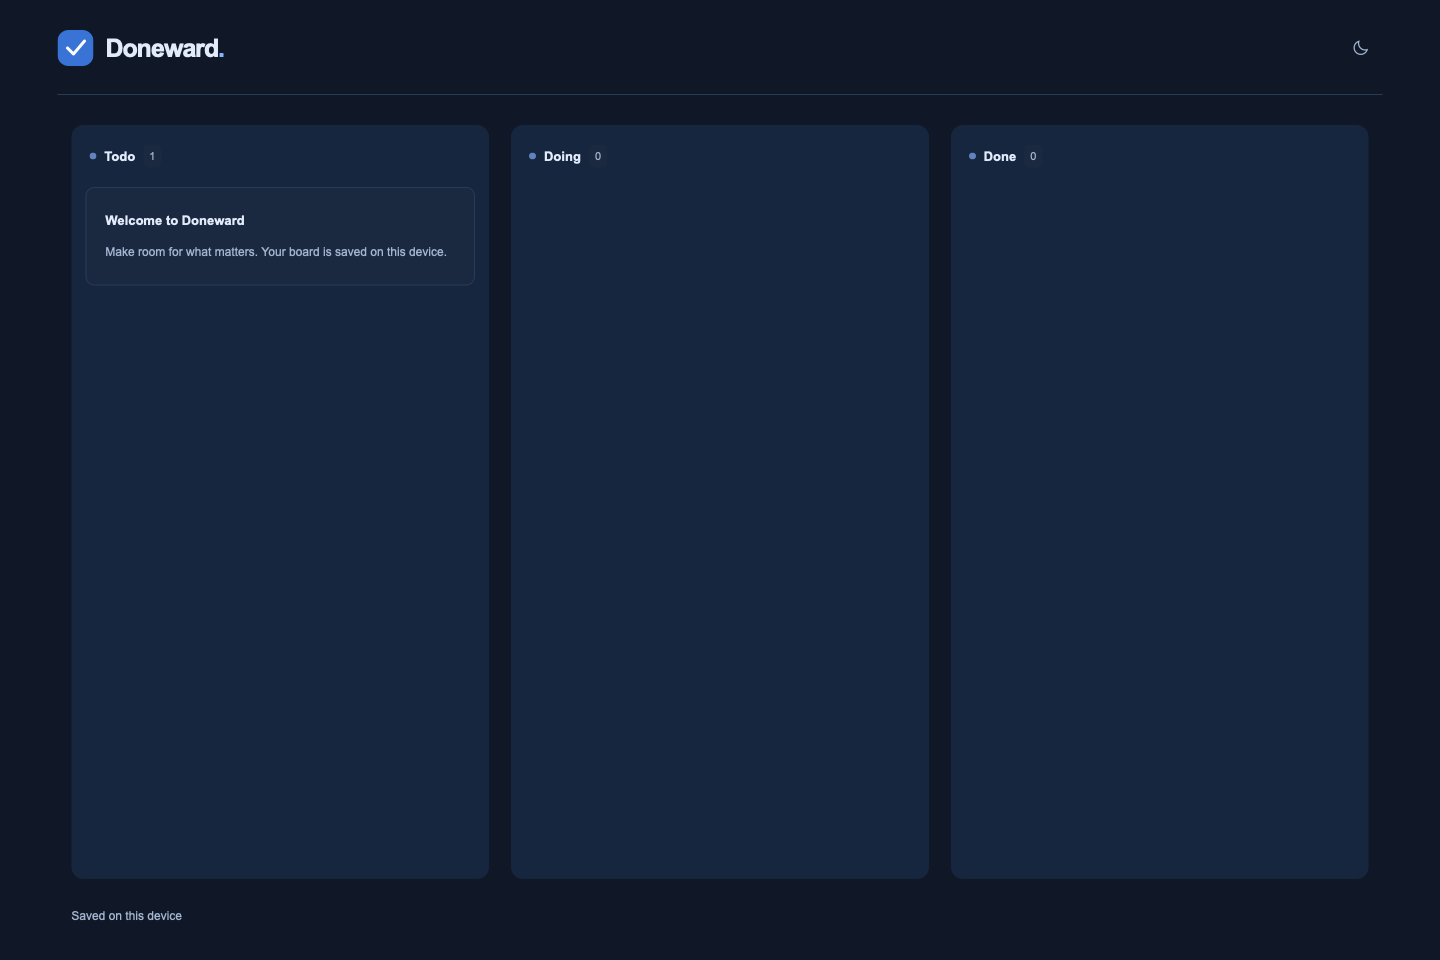 Doneward.
Todo 1
Welcome to Doneward
Make room for what matters. Your board is saved on this device.
Doing 0
Done 0
Saved on this device